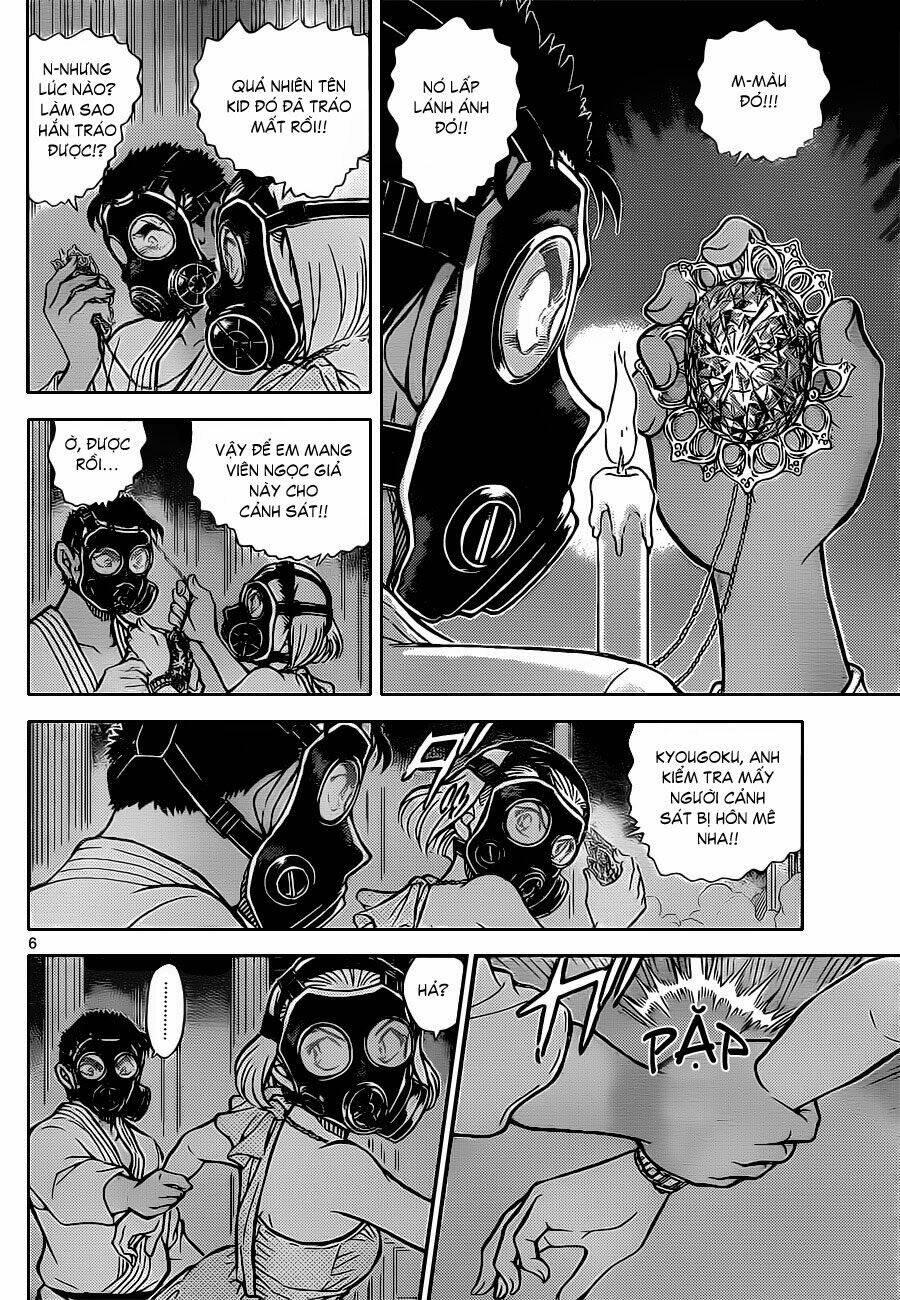 M-MÀU
ĐỎ!!!
NÓ LẤP
LÁNH ÁNH
ĐỎ!!
QUẢ NHIÊN TÊN
KID ĐÓ ĐÃ TRÁO
MẤT RỒI!!
N-NHƯNG
LÚC NÀO?
LÀM SAO
HẮN TRÁO
ĐƯỢC!?
VẬY ĐỂ EM MANG
VIÊN NGỌC GIẢ
NÀY CHO
CẢNH SÁT!!
Ờ, ĐƯỢC
RỒI...
KYOUGOKU, ANH
KIỂM TRA MẤY
NGƯỜI CẢNH
SÁT BỊ HÔN MÊ
NHA!!
6
PẶP
HẢ?
.........